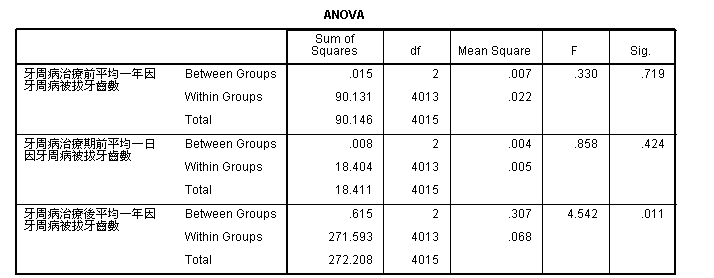 ANOVA
Sum of Squares df Mean Square F Sig.
牙周病治療前平均一年因牙周病被拔牙齒數 Between Groups .015 2 .007 .330 .719
Within Groups 90.131 4013 .022
Total 90.146 4015
牙周病治療期前平均一日因牙周病被拔牙齒數 Between Groups .008 2 .004 .858 .424
Within Groups 18.404 4013 .005
Total 18.411 4015
牙周病治療後平均一年因牙周病被拔牙齒數 Between Groups .615 2 .307 4.542 .011
Within Groups 271.593 4013 .068
Total 272.208 4015